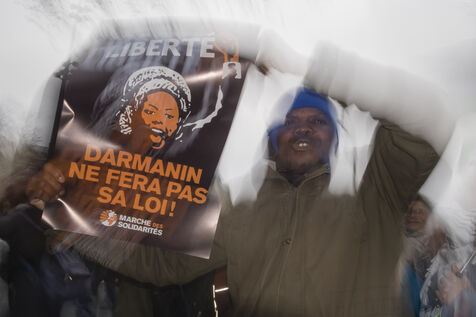 LIBERTÉ
DARMANIN
NE FERA PAS
SA LOI !
MARCHE DES
SOLIDARITÉS